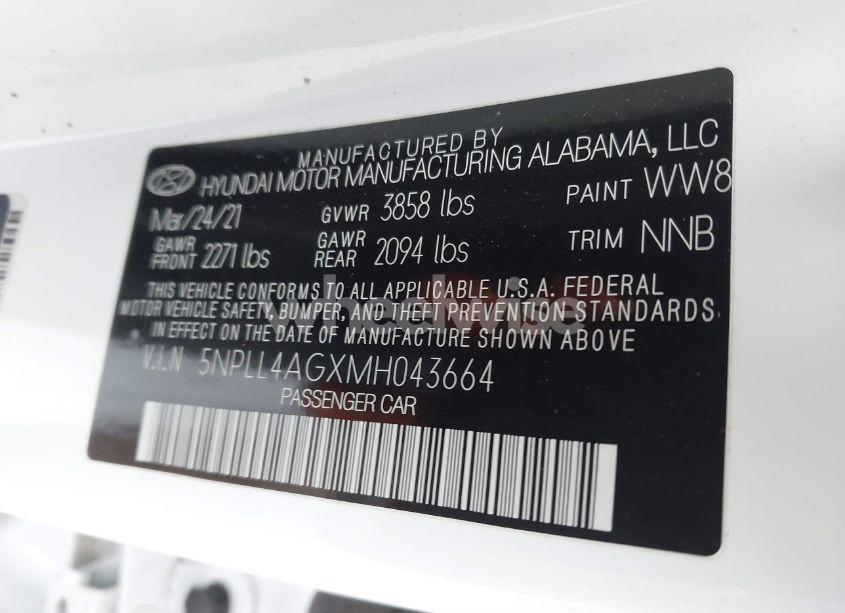 MANUFACTURED BY
HYUNDAI MOTOR MANUFACTURING ALABAMA, LLC
Mar/24/21 GVWR 3858 lbs PAINT WW8
GAWR FRONT 2271 lbs GAWR REAR 2094 lbs TRIM NNB
THIS VEHICLE CONFORMS TO ALL APPLICABLE U.S.A. FEDERAL
MOTOR VEHICLE SAFETY, BUMPER, AND THEFT PREVENTION STANDARDS
IN EFFECT ON THE DATE OF MANUFACTURE SHOWN ABOVE
V.I.N 5NPLL4AGXMH043664
PASSENGER CAR